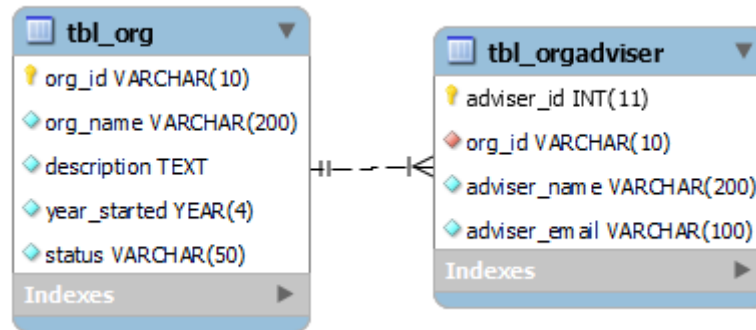 tbl_org
org_id VARCHAR(10)
org_name VARCHAR(200)
description TEXT
year_started YEAR(4)
status VARCHAR(50)
Indexes
tbl_orgadviser
adviser_id INT(11)
org_id VARCHAR(10)
adviser_name VARCHAR(200)
adviser_email VARCHAR(100)
Indexes